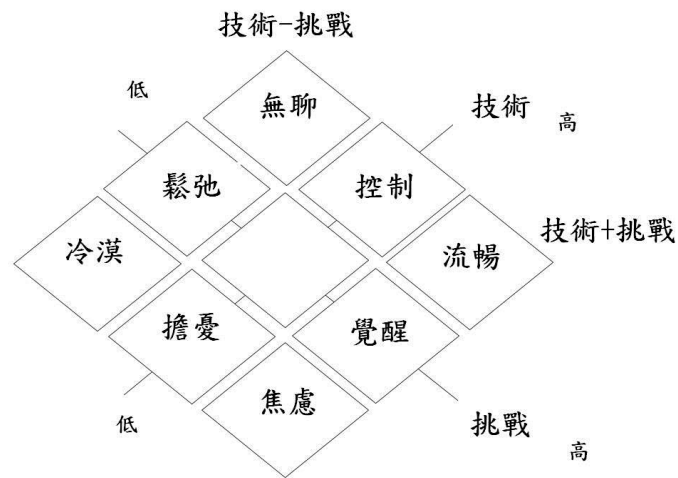 技術-挑戰
低
無聊
技術
高
鬆弛
控制
冷漠
流暢
技術+挑戰
擔憂
覺醒
焦慮
低
挑戰
高